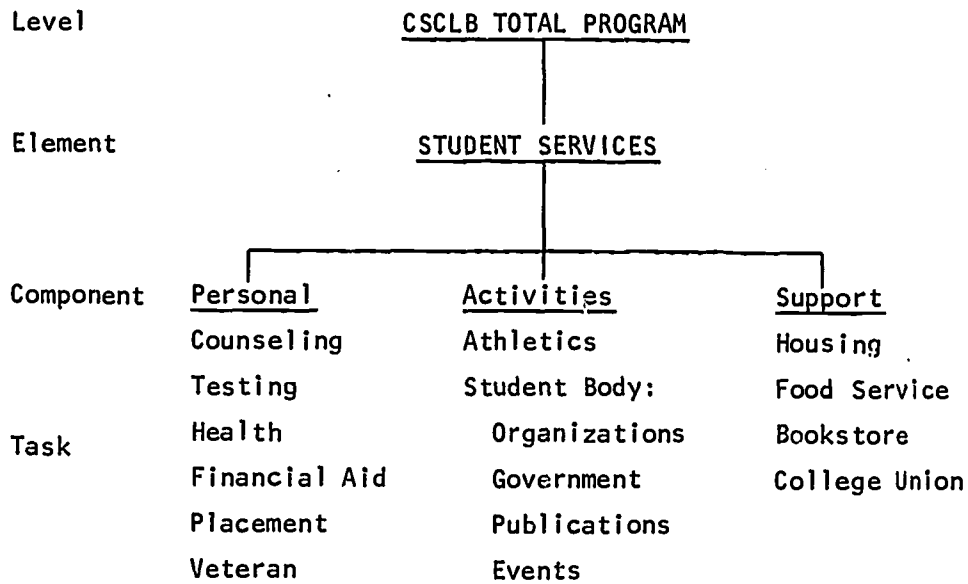 Level CSCLB TOTAL PROGRAM
Element STUDENT SERVICES
Component Personal Activities Support
Counseling Athletics Housing
Testing Student Body: Food Service
Task Health Organizations Bookstore
Financial Aid Government College Union
Placement Publications
Veteran Events